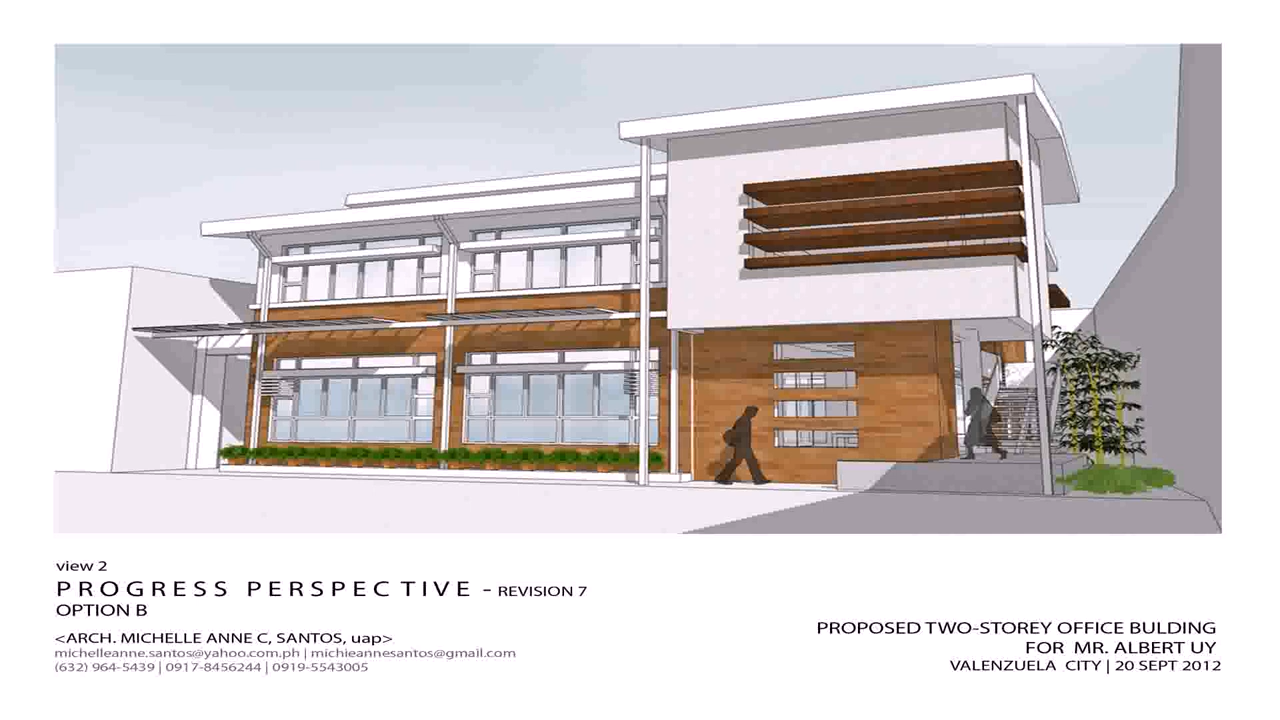 view 2
PROGRESS PERSPECTIVE - REVISION 7
OPTION B
<ARCH. MICHELLE ANNE C, SANTOS, uap>
michelleanne.santos@yahoo.com.ph | michieannesantos@gmail.com
(632) 964-5439 | 0917-8456244 | 0919-5543005
PROPOSED TWO-STOREY OFFICE BULDING
FOR MR. ALBERT UY
VALENZUELA CITY | 20 SEPT 2012